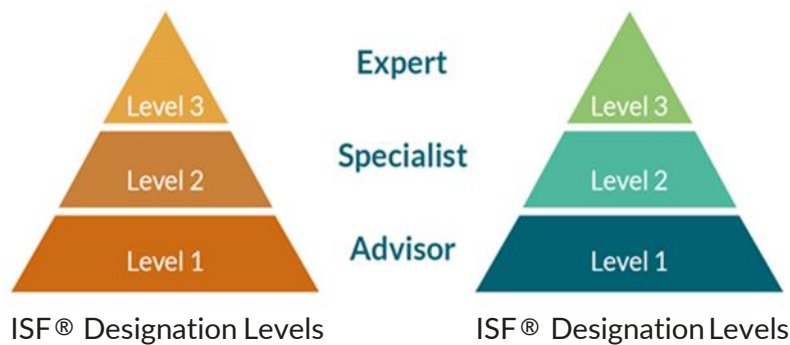 Expert
Level 3
Level 3
Specialist
Level 2
Level 2
Advisor
Level 1
Level 1
ISF® Designation Levels
ISF® Designation Levels